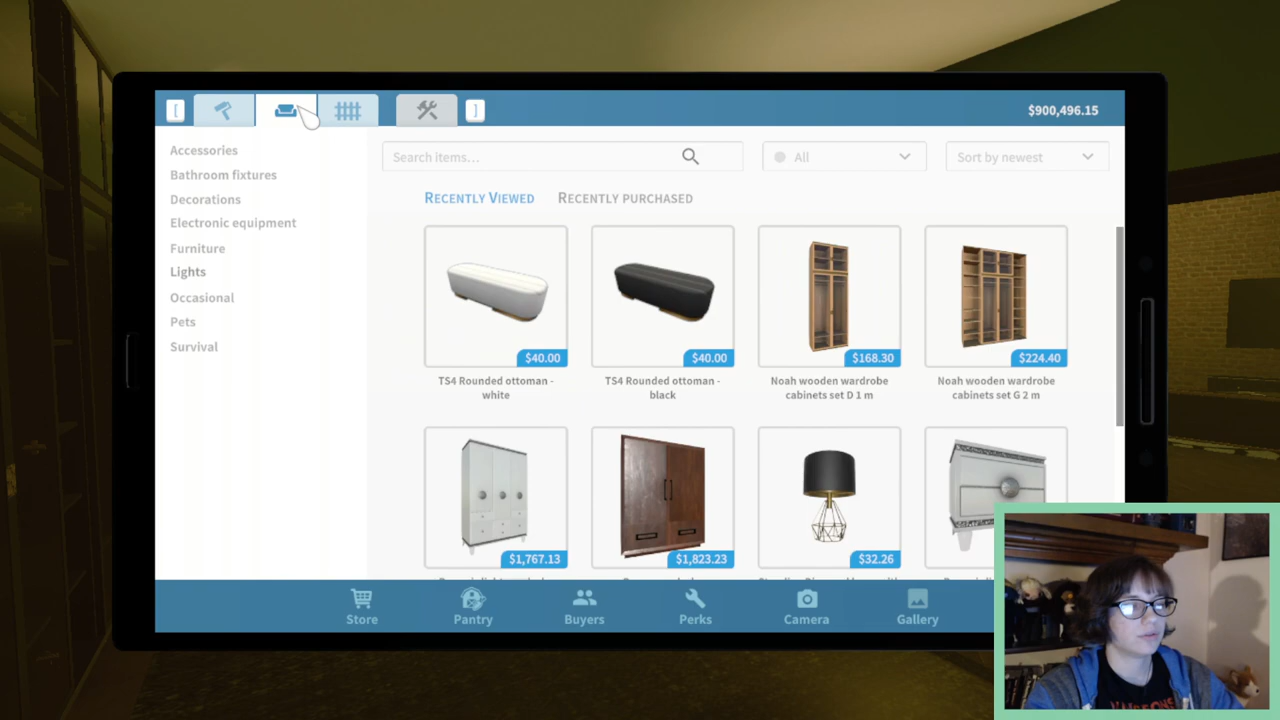 [
]
$900,496.15
Accessories
Bathroom fixtures
Decorations
Electronic equipment
Furniture
Lights
Occasional
Pets
Survival
Search items...
All
Sort by newest
RECENTLY VIEWED
RECENTLY PURCHASED
$40.00
TS4 Rounded ottoman -
white
$40.00
TS4 Rounded ottoman -
black
$168.30
Noah wooden wardrobe
cabinets set D 1 m
$224.40
Noah wooden wardrobe
cabinets set G 2 m
$1,767.13
$1,823.23
$32.26
Store
Pantry
Buyers
Perks
Camera
Gallery